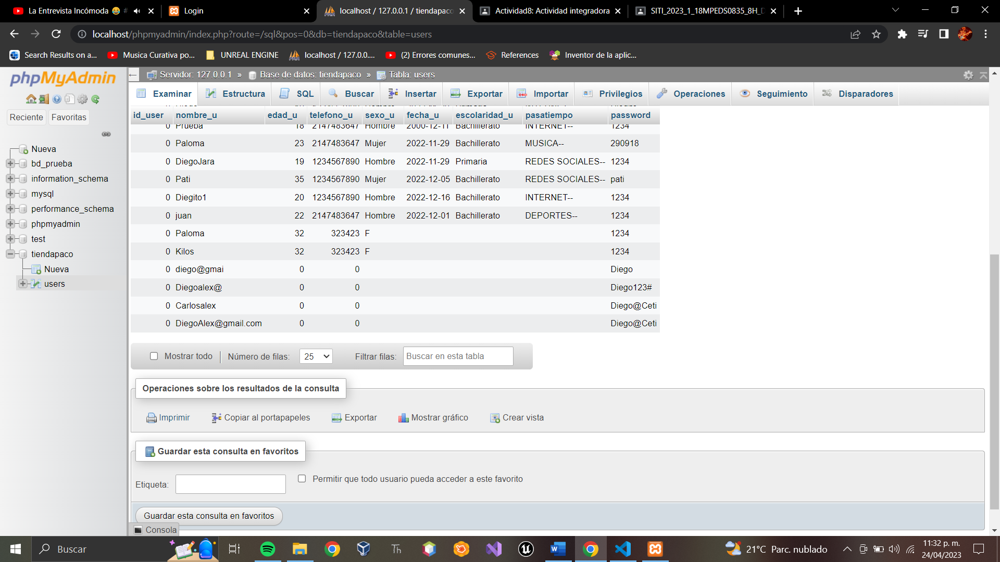 La Entrevista Incómoda 😂 #
Login
localhost / 127.0.0.1 / tiendapaco
Actividad8: Actividad integradora
SITI_2023_1_18MPEDS0835_8H_D
localhost/phpmyadmin/index.php?route=/sql&pos=0&db=tiendapaco&table=users
Search Results on a...
Musica Curativa po...
UNREAL ENGINE
localhost / 127.0.0....
(2) Errores comunes...
References
Inventor de la aplic...
phpMyAdmin
Servidor: 127.0.0.1 » Base de datos: tiendapaco » Tabla: users
Examinar Estructura SQL Buscar Insertar Exportar Importar Privilegios Operaciones Seguimiento Disparadores
Reciente Favoritas
Nueva
bd_prueba
information_schema
mysql
performance_schema
phpmyadmin
test
tiendapaco
Nueva
users
id_user nombre_u edad_u telefono_u sexo_u fecha_u escolaridad_u pasatiempo password
0 Prueba 18 2147483647 Hombre 2000-12-11 Bachillerato INTERNET-- 1234
0 Paloma 23 2147483647 Mujer 2022-11-29 Bachillerato MUSICA-- 290918
0 DiegoJara 19 1234567890 Hombre 2022-11-29 Primaria REDES SOCIALES-- 1234
0 Pati 35 1234567890 Mujer 2022-12-05 Bachillerato REDES SOCIALES-- pati
0 Diegito1 20 1234567890 Hombre 2022-12-16 Bachillerato INTERNET-- 1234
0 juan 22 2147483647 Hombre 2022-12-01 Bachillerato DEPORTES-- 1234
0 Paloma 32 323423 F 1234
0 Kilos 32 323423 F 1234
0 diego@gmai 0 0 Diego
0 Diegoalex@ 0 0 Diego123#
0 Carlosalex 0 0 Diego@Ceti
0 DiegoAlex@gmail.com 0 0 Diego@Ceti
Mostrar todo Número de filas: 25 Filtrar filas: Buscar en esta tabla
Operaciones sobre los resultados de la consulta
Imprimir Copiar al portapapeles Exportar Mostrar gráfico Crear vista
Guardar esta consulta en favoritos
Etiqueta: Permitir que todo usuario pueda acceder a este favorito
Guardar esta consulta en favoritos
Consola
Buscar
Th
21°C Parc. nublado
11:32 p. m.
24/04/2023